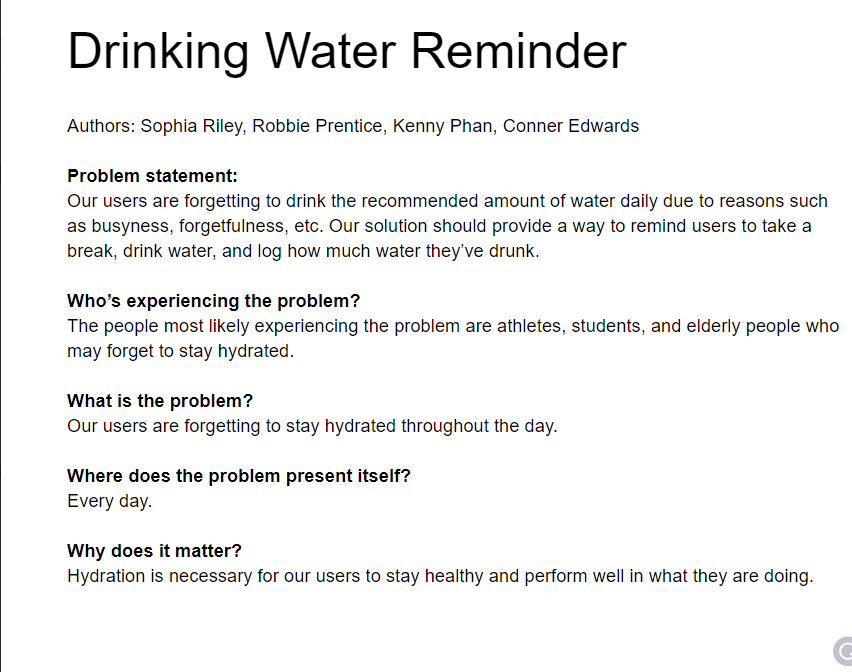 Drinking Water Reminder
Authors: Sophia Riley, Robbie Prentice, Kenny Phan, Conner Edwards
Problem statement:
Our users are forgetting to drink the recommended amount of water daily due to reasons such
as busyness, forgetfulness, etc. Our solution should provide a way to remind users to take a
break, drink water, and log how much water they’ve drunk.
Who’s experiencing the problem?
The people most likely experiencing the problem are athletes, students, and elderly people who
may forget to stay hydrated.
What is the problem?
Our users are forgetting to stay hydrated throughout the day.
Where does the problem present itself?
Every day.
Why does it matter?
Hydration is necessary for our users to stay healthy and perform well in what they are doing.